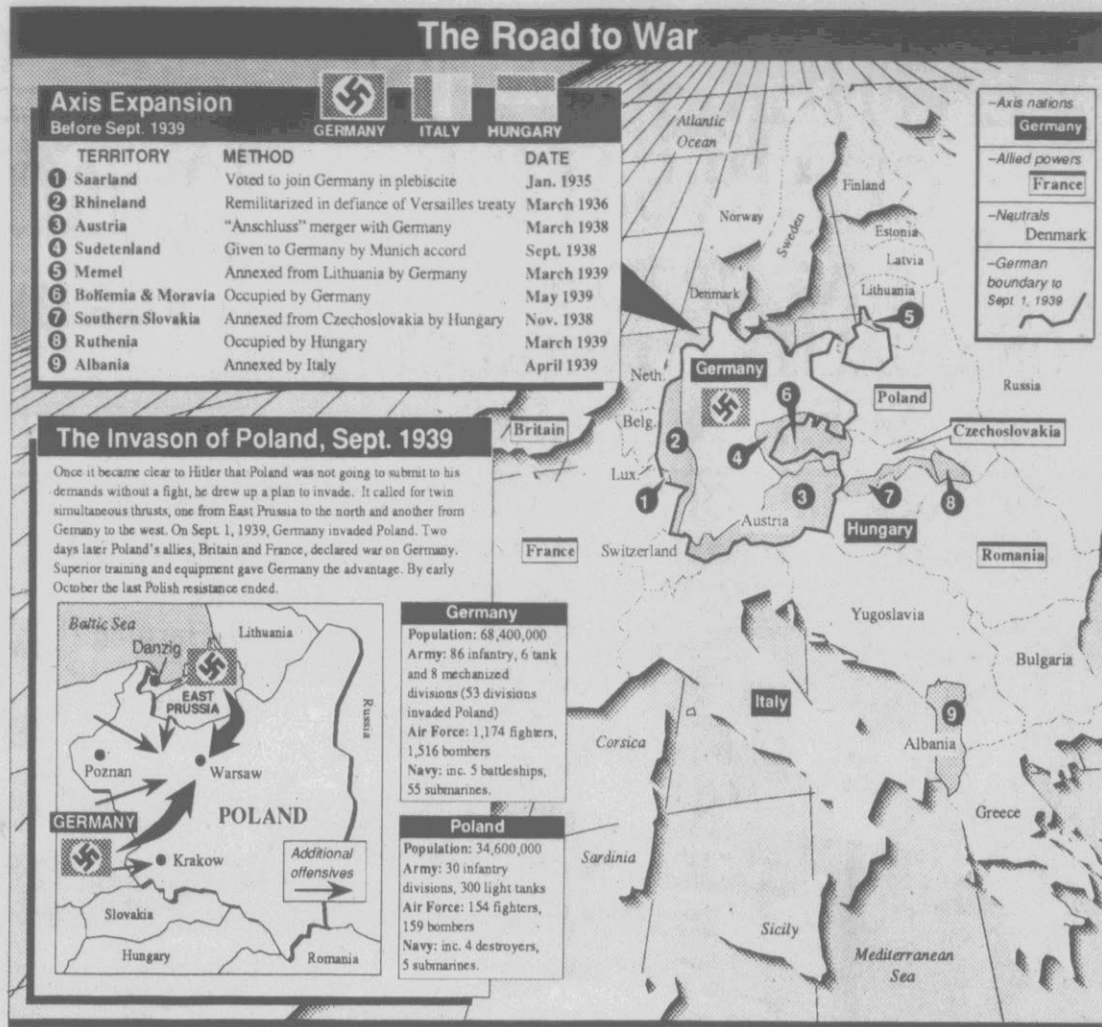 The Road to War
Axis Expansion
Before Sept. 1939
GERMANY ITALY HUNGARY
TERRITORY METHOD DATE
1 Saarland Voted to join Germany in plebiscite Jan. 1935
2 Rhineland Remilitarized in defiance of Versailles treaty March 1936
3 Austria "Anschluss" merger with Germany March 1938
4 Sudetenland Given to Germany by Munich accord Sept. 1938
5 Memel Annexed from Lithuania by Germany March 1939
6 Bohemia & Moravia Occupied by Germany May 1939
7 Southern Slovakia Annexed from Czechoslovakia by Hungary Nov. 1938
8 Ruthenia Occupied by Hungary March 1939
9 Albania Annexed by Italy April 1939
The Invasion of Poland, Sept. 1939
Once it became clear to Hitler that Poland was not going to submit to his
demands without a fight, he drew up a plan to invade. It called for twin
simultaneous thrusts, one from East Prussia to the north and another from
Gemany to the west. On Sept. 1, 1939, Germany invaded Poland. Two
days later Poland's allies, Britain and France, declared war on Germany.
Superior training and equipment gave Germany the advantage. By early
October the last Polish resistance ended.
Baltic Sea
Lithuania
Danzig
EAST
PRUSSIA
Russia
Poznan
Warsaw
POLAND
GERMANY
Krakow
Additional
offensives
Slovakia
Hungary
Romania
Germany
Population: 68,400,000
Army: 86 infantry, 6 tank
and 8 mechanized
divisions (53 divisions
invaded Poland)
Air Force: 1,174 fighters,
1,516 bombers
Navy: inc. 5 battleships,
55 submarines.
Poland
Population: 34,600,000
Army: 30 infantry
divisions, 300 light tanks
Air Force: 154 fighters,
159 bombers
Navy: inc. 4 destroyers,
5 submarines.
Atlantic
Ocean
Finland
Norway
Sweden
Estonia
Latvia
Denmark
Lithuania
5
Neth.
Germany
Poland
Russia
Britain
Belg.
2
6
4
Czechoslovakia
Lux.
1
3
7
8
Austria
Hungary
France
Switzerland
Romania
Yugoslavia
Bulgaria
Italy
9
Corsica
Albania
Greece
Sardinia
Sicily
Mediterranean
Sea
–Axis nations
Germany
–Allied powers
France
–Neutrals
Denmark
–German
boundary to
Sept. 1, 1939